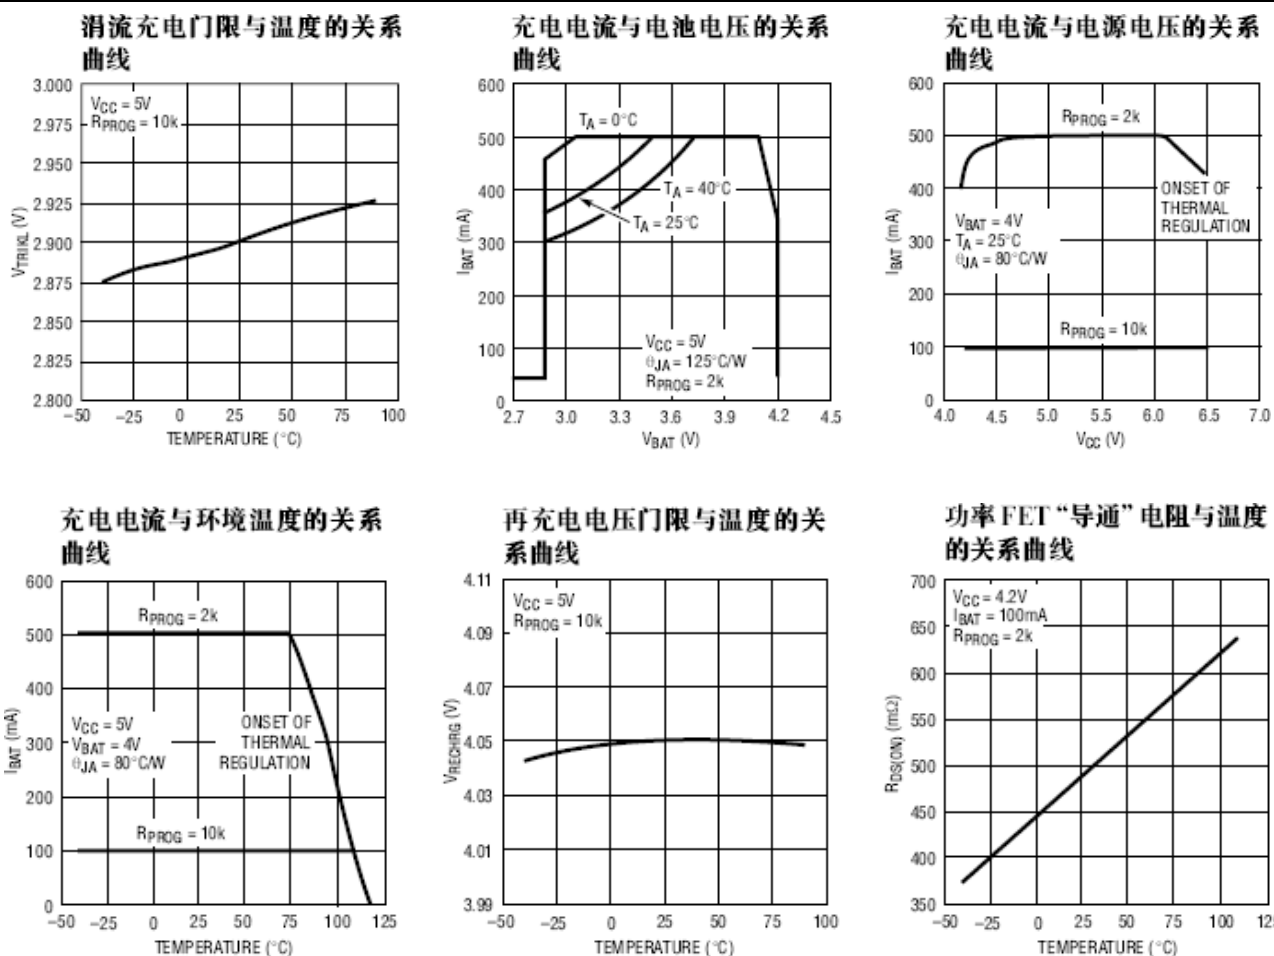 涓流充电门限与温度的关系
曲线
3.000
2.975
2.950
2.925
2.900
2.875
2.850
2.825
2.800
VTRIKL (V)
VCC = 5V
RPROG = 10k
−50 −25 0 25 50 75 100
TEMPERATURE (°C)
充电电流与电池电压的关系
曲线
600
500
400
300
200
100
0
IBAT (mA)
TA = 0°C
TA = 40°C
TA = 25°C
VCC = 5V
θJA = 125°C/W
RPROG = 2k
2.7 3.0 3.3 3.6 3.9 4.2 4.5
VBAT (V)
充电电流与电源电压的关系
曲线
600
500
400
300
200
100
0
IBAT (mA)
RPROG = 2k
ONSET OF
THERMAL
REGULATION
VBAT = 4V
TA = 25°C
θJA = 80°C/W
RPROG = 10k
4.0 4.5 5.0 5.5 6.0 6.5 7.0
VCC (V)
充电电流与环境温度的关系
曲线
600
500
400
300
200
100
0
IBAT (mA)
RPROG = 2k
VCC = 5V
VBAT = 4V
θJA = 80°C/W
ONSET OF
THERMAL
REGULATION
RPROG = 10k
−50 −25 0 25 50 75 100 125
TEMPERATURE (°C)
再充电电压门限与温度的关
系曲线
4.11
4.09
4.07
4.05
4.03
4.01
3.99
VRECHRG (V)
VCC = 5V
RPROG = 10k
−50 −25 0 25 50 75 100
TEMPERATURE (°C)
功率 FET “导通” 电阻与温度
的关系曲线
700
650
600
550
500
450
400
350
RDS(ON) (mΩ)
VCC = 4.2V
IBAT = 100mA
RPROG = 2k
−50 −25 0 25 50 75 100 125
TEMPERATURE (°C)